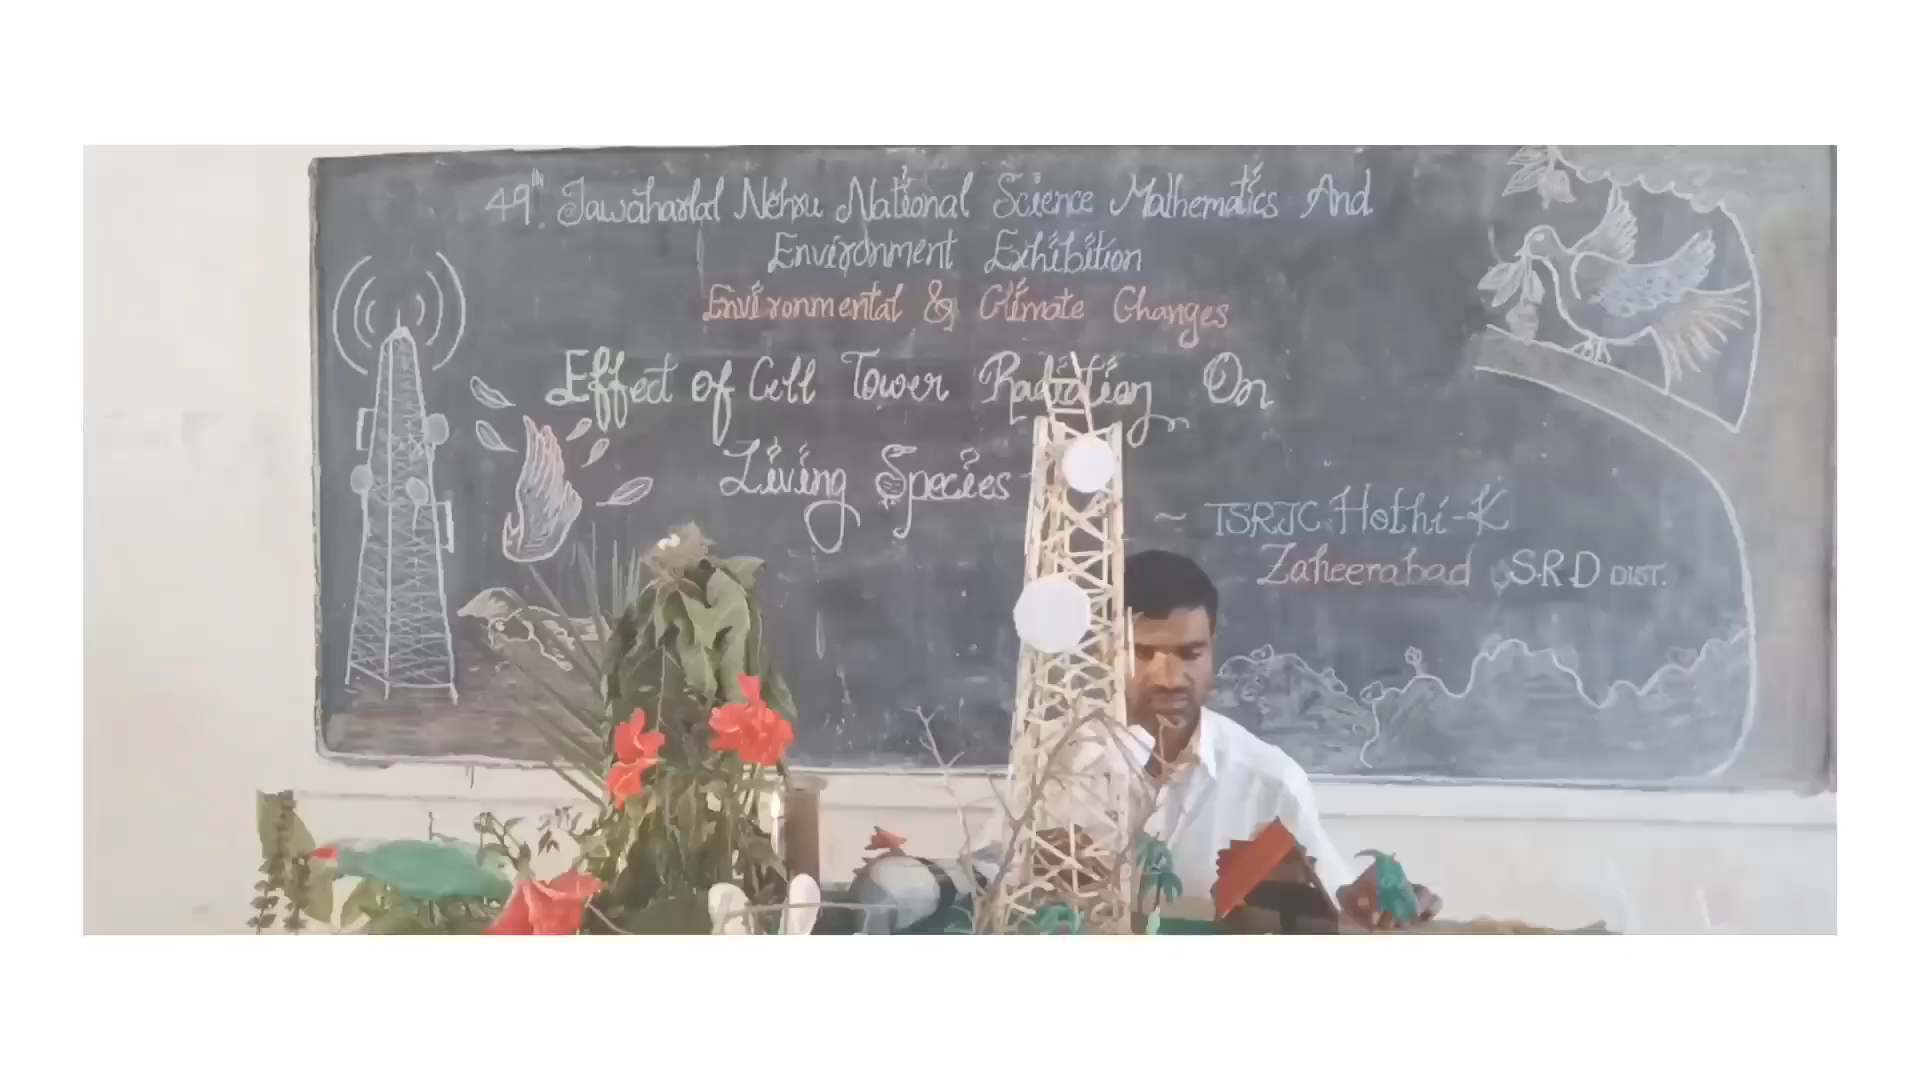 49th Jawaharlal Nehru National Science Mathematics And
Environment Exhibition
Environmental & Climate Changes
Effect of Cell Tower Radiation On
Living Species
~ TSRJC Hothi-K
Zaheerabad S.R.D DIST.